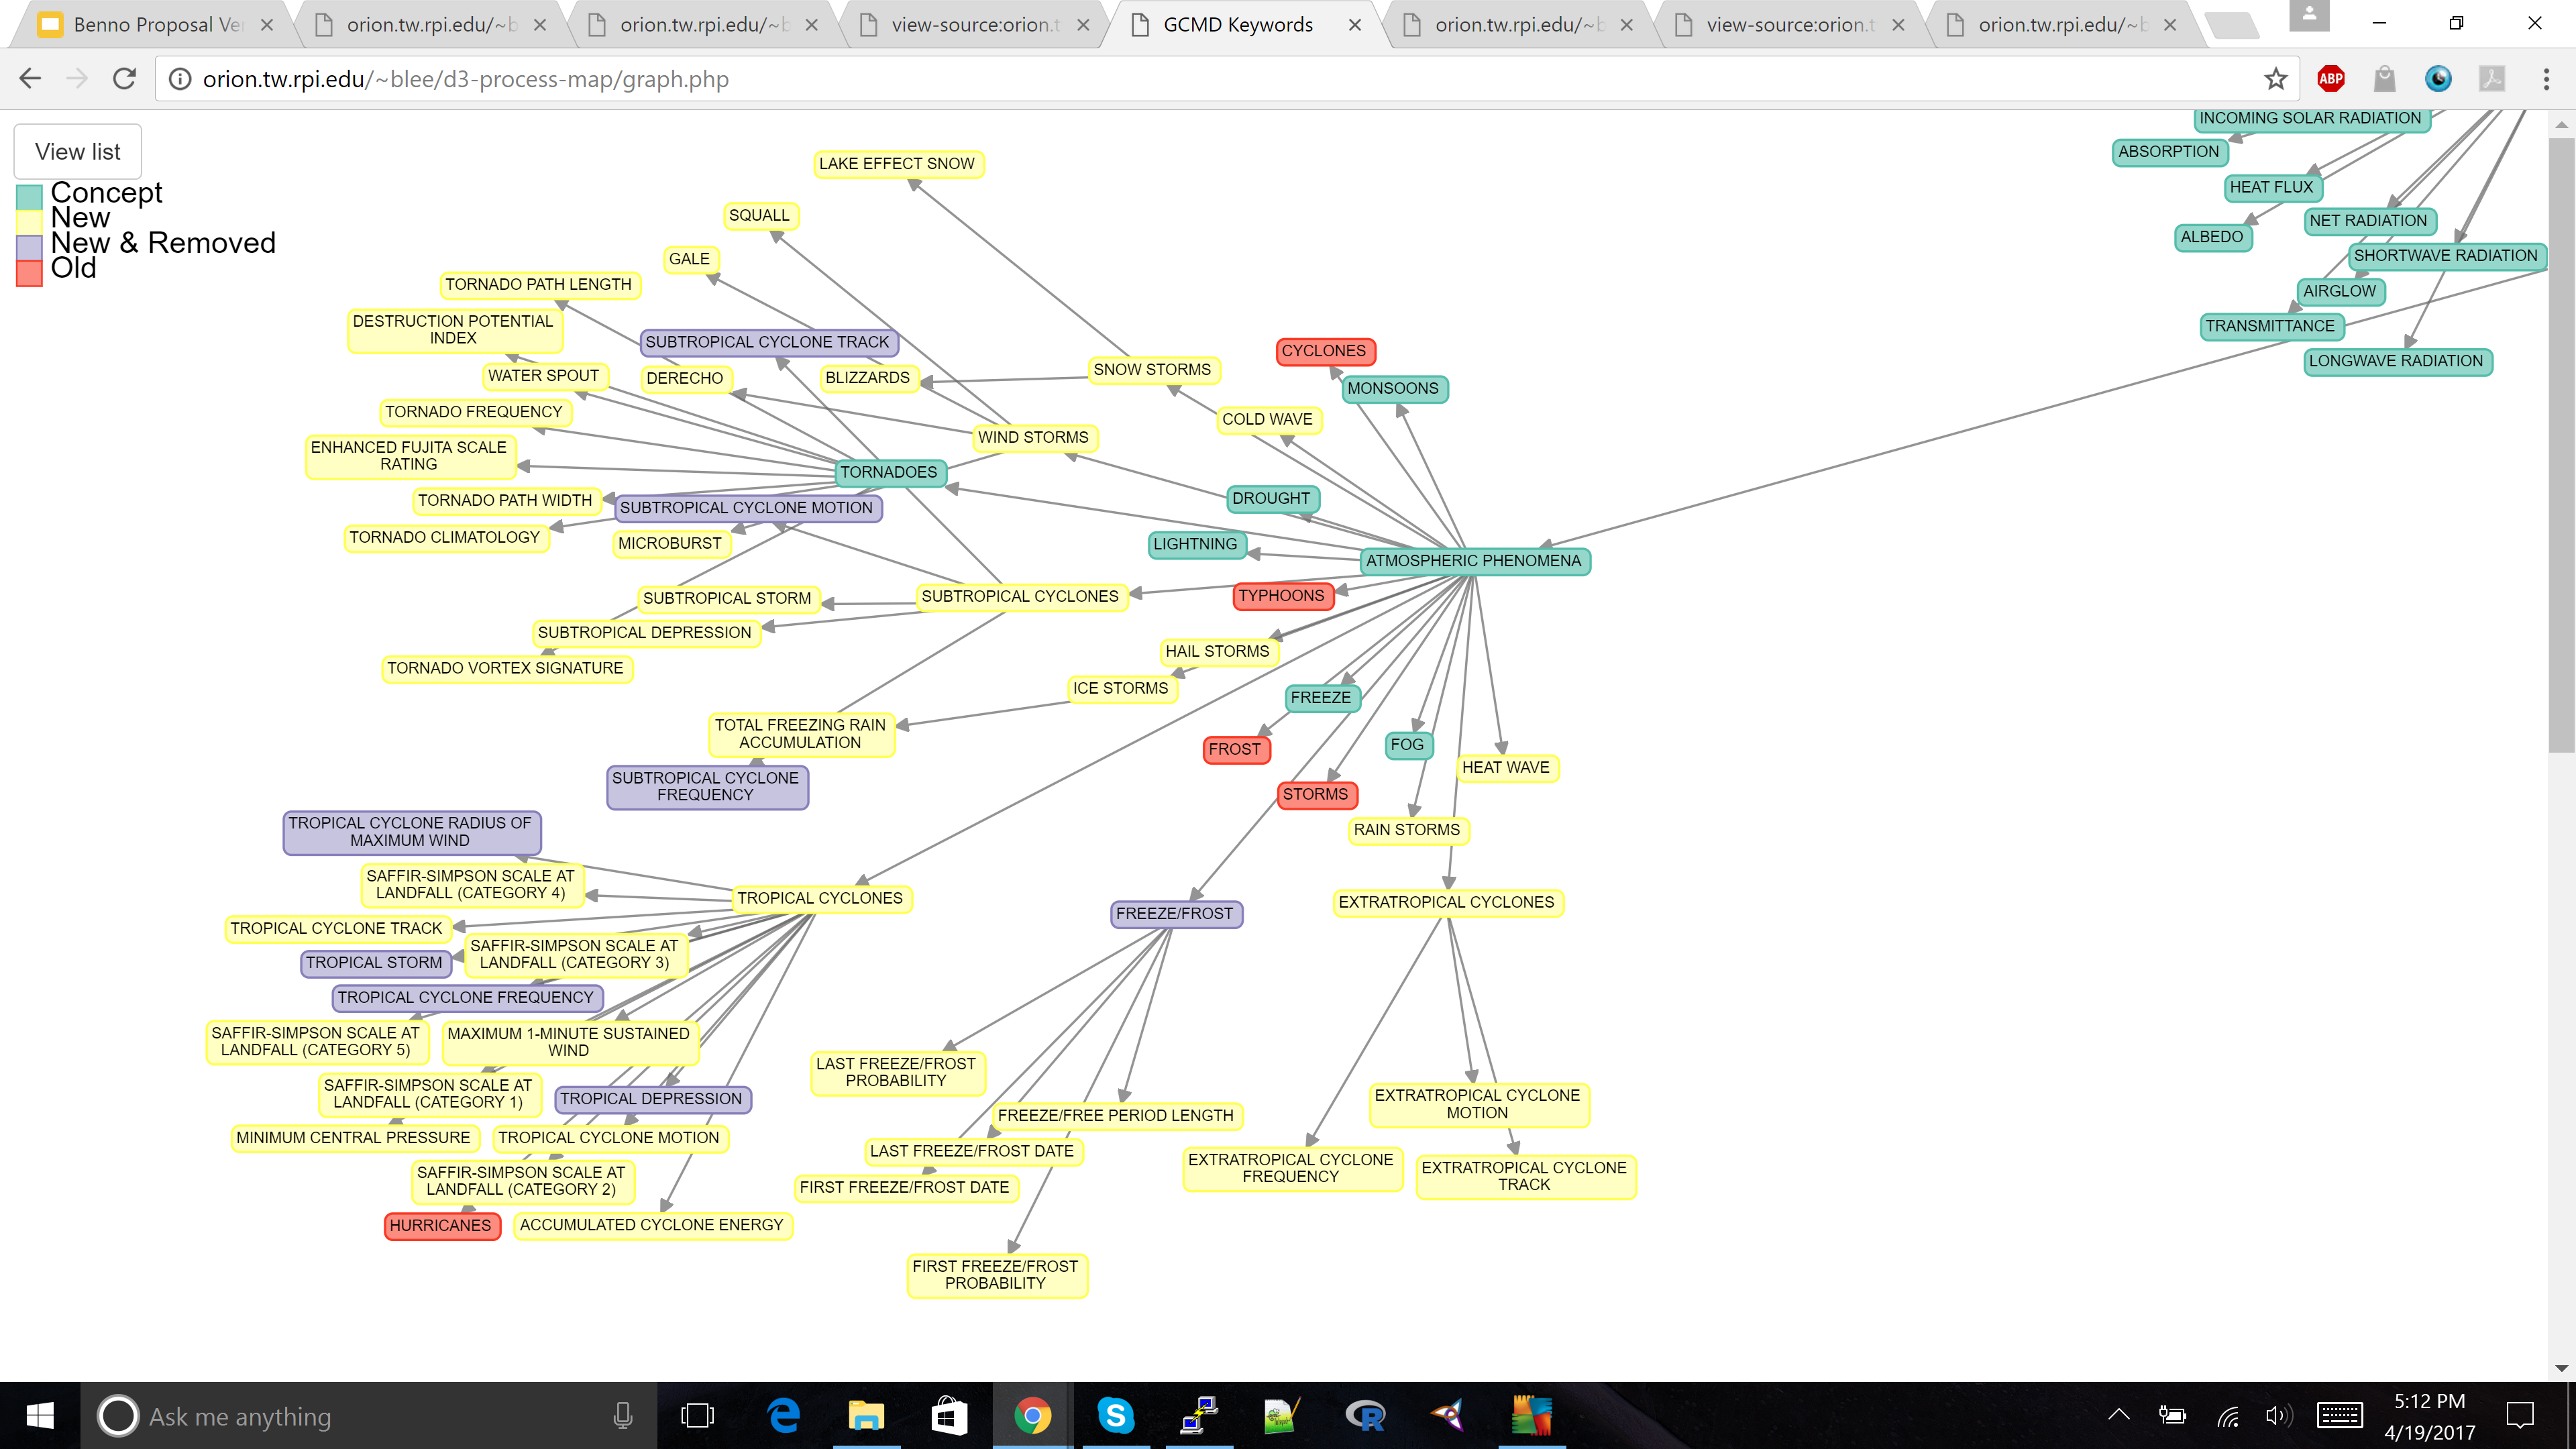 Benno Proposal Ve
orion.tw.rpi.edu/~b
orion.tw.rpi.edu/~b
view-source:orion.t
GCMD Keywords
orion.tw.rpi.edu/~b
view-source:orion.t
orion.tw.rpi.edu/~b
orion.tw.rpi.edu/~blee/d3-process-map/graph.php
ABP
View list
Concept
New
New & Removed
Old
INCOMING SOLAR RADIATION
ABSORPTION
HEAT FLUX
NET RADIATION
ALBEDO
SHORTWAVE RADIATION
AIRGLOW
TRANSMITTANCE
LONGWAVE RADIATION
LAKE EFFECT SNOW
SQUALL
GALE
TORNADO PATH LENGTH
DESTRUCTION POTENTIAL
INDEX
SUBTROPICAL CYCLONE TRACK
CYCLONES
WATER SPOUT
DERECHO
BLIZZARDS
SNOW STORMS
MONSOONS
TORNADO FREQUENCY
COLD WAVE
ENHANCED FUJITA SCALE
RATING
WIND STORMS
TORNADOES
TORNADO PATH WIDTH
SUBTROPICAL CYCLONE MOTION
DROUGHT
TORNADO CLIMATOLOGY
MICROBURST
LIGHTNING
ATMOSPHERIC PHENOMENA
SUBTROPICAL STORM
SUBTROPICAL CYCLONES
TYPHOONS
SUBTROPICAL DEPRESSION
TORNADO VORTEX SIGNATURE
HAIL STORMS
ICE STORMS
FREEZE
TOTAL FREEZING RAIN
ACCUMULATION
FROST
FOG
HEAT WAVE
SUBTROPICAL CYCLONE
FREQUENCY
STORMS
RAIN STORMS
TROPICAL CYCLONE RADIUS OF
MAXIMUM WIND
SAFFIR-SIMPSON SCALE AT
LANDFALL (CATEGORY 4)
TROPICAL CYCLONES
FREEZE/FROST
EXTRATROPICAL CYCLONES
TROPICAL CYCLONE TRACK
SAFFIR-SIMPSON SCALE AT
LANDFALL (CATEGORY 3)
TROPICAL STORM
TROPICAL CYCLONE FREQUENCY
SAFFIR-SIMPSON SCALE AT
LANDFALL (CATEGORY 5)
MAXIMUM 1-MINUTE SUSTAINED
WIND
SAFFIR-SIMPSON SCALE AT
LANDFALL (CATEGORY 1)
TROPICAL DEPRESSION
LAST FREEZE/FROST
PROBABILITY
FREEZE/FREE PERIOD LENGTH
EXTRATROPICAL CYCLONE
MOTION
MINIMUM CENTRAL PRESSURE
TROPICAL CYCLONE MOTION
LAST FREEZE/FROST DATE
EXTRATROPICAL CYCLONE
FREQUENCY
EXTRATROPICAL CYCLONE
TRACK
SAFFIR-SIMPSON SCALE AT
LANDFALL (CATEGORY 2)
FIRST FREEZE/FROST DATE
HURRICANES
ACCUMULATED CYCLONE ENERGY
FIRST FREEZE/FROST
PROBABILITY
Ask me anything
5:12 PM
4/19/2017